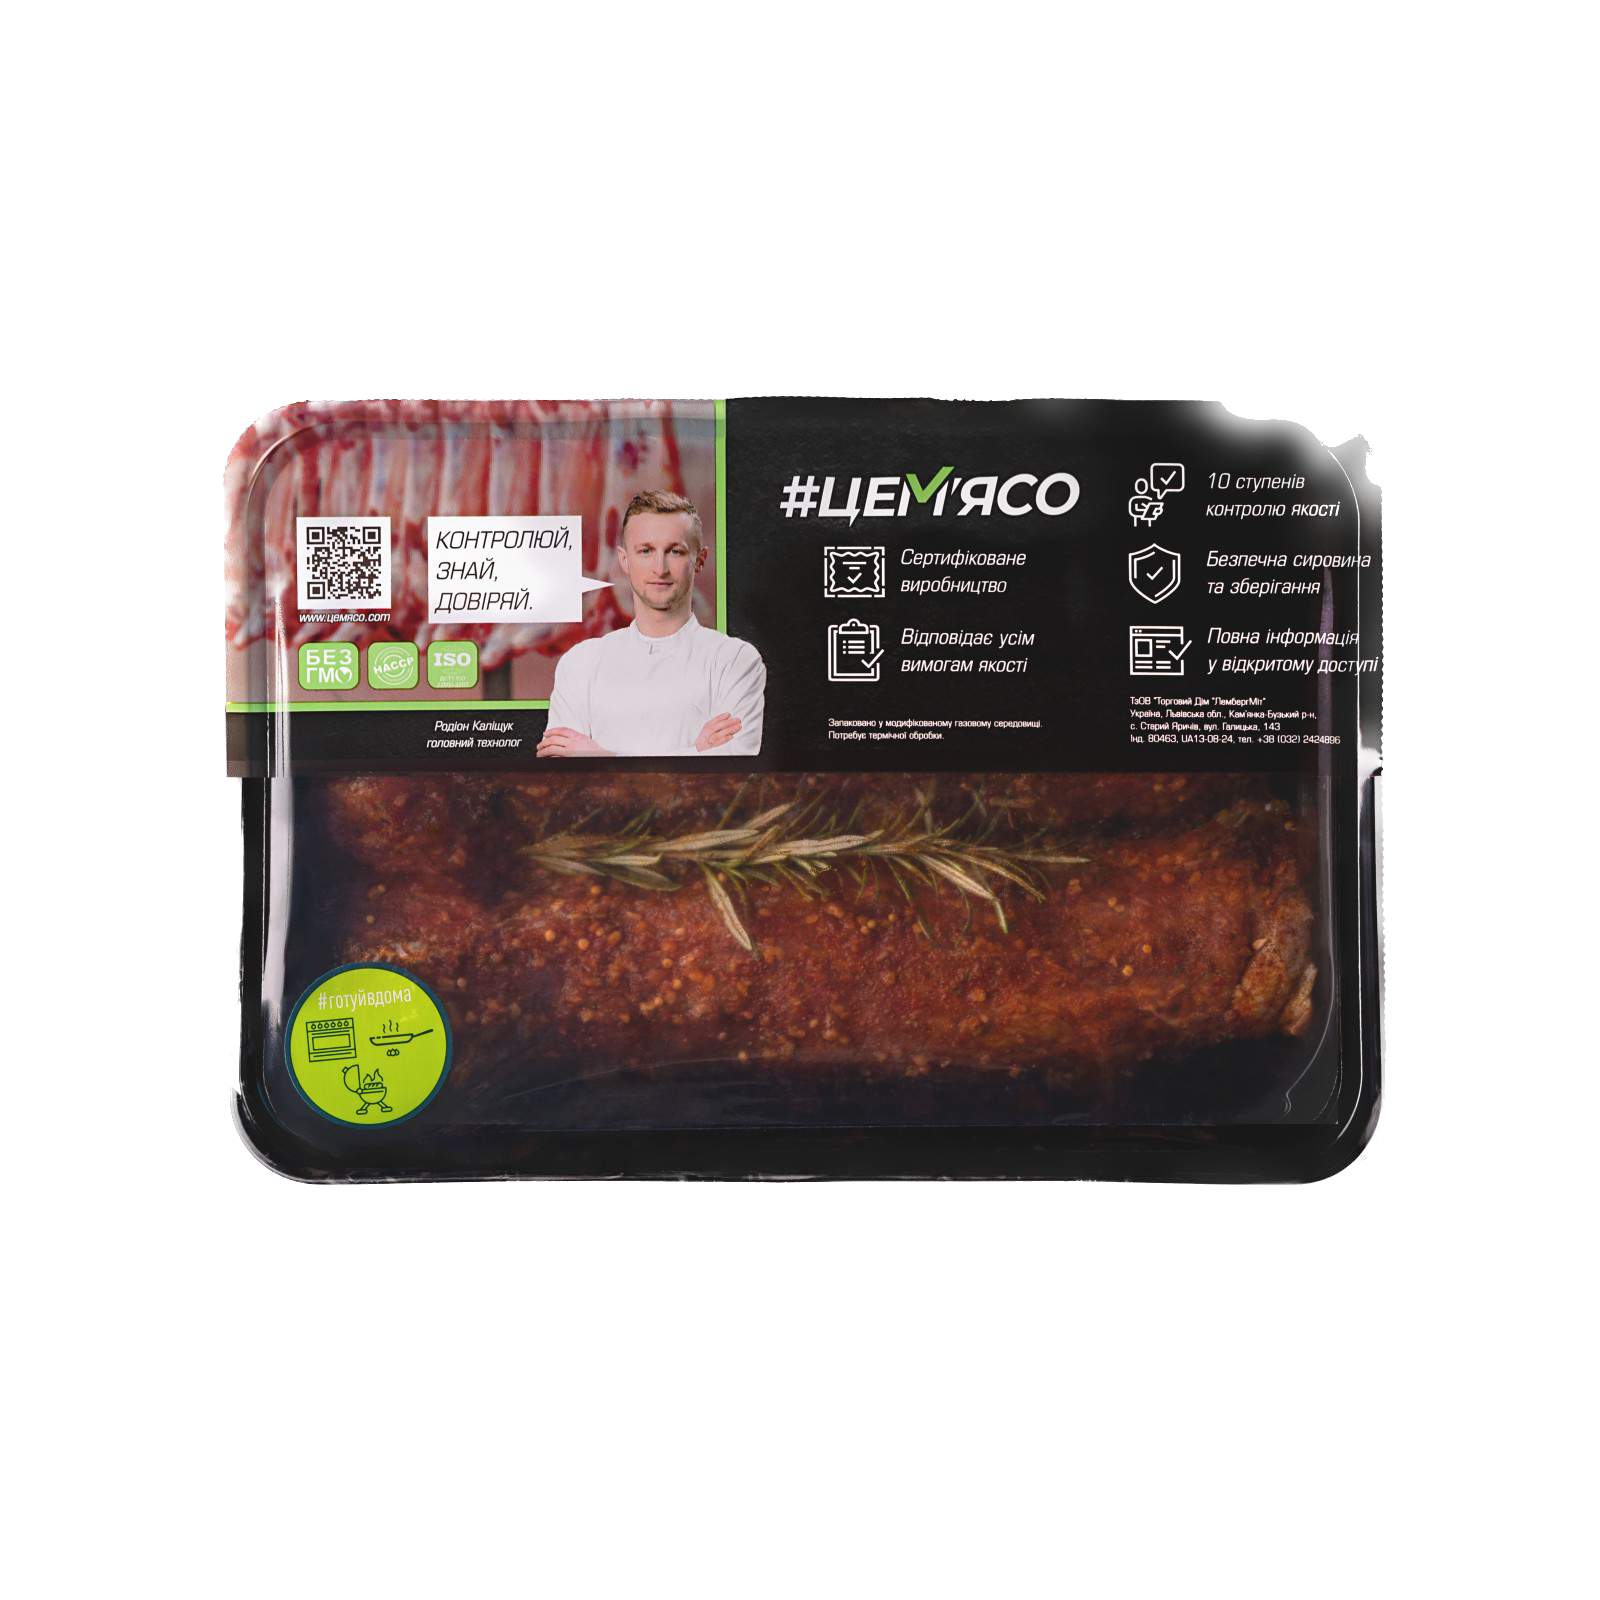 КОНТРОЛЮЙ,
ЗНАЙ,
ДОВІРЯЙ.
www.цемясо.com
БЕЗ
ГМО
HACCP
ISO
Родіон Каліщук
головний технолог
#ЦЕМ'ЯСО
Сертифіковане
виробництво
Відповідає усім
вимогам якості
10 ступенів
контролю якості
Безпечна сировина
та зберігання
Повна інформація
у відкритому доступі
Запаковано у модифікованому газовому середовищі.
Потребує термічної обробки.
ТзОВ "Торговий Дім "ЛембергМіт"
Україна, Львівська обл., Кам'янка-Бузький р-н,
с. Старий Яричів, вул. Галицька, 143
Інд. 80463, UA13-08-24, тел. +38 (032) 2424896
#готуйвдома